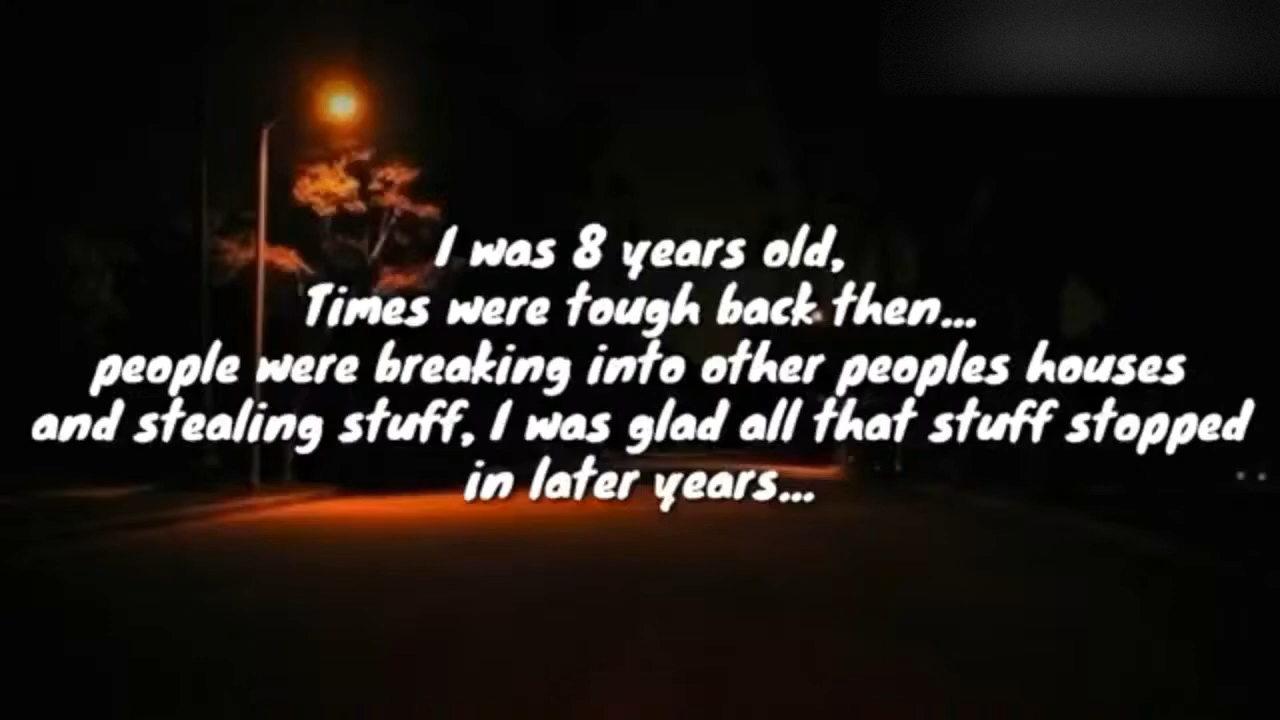 I was 8 years old,
Times were tough back then...
people were breaking into other peoples houses
and stealing stuff, I was glad all that stuff stopped
in later years...